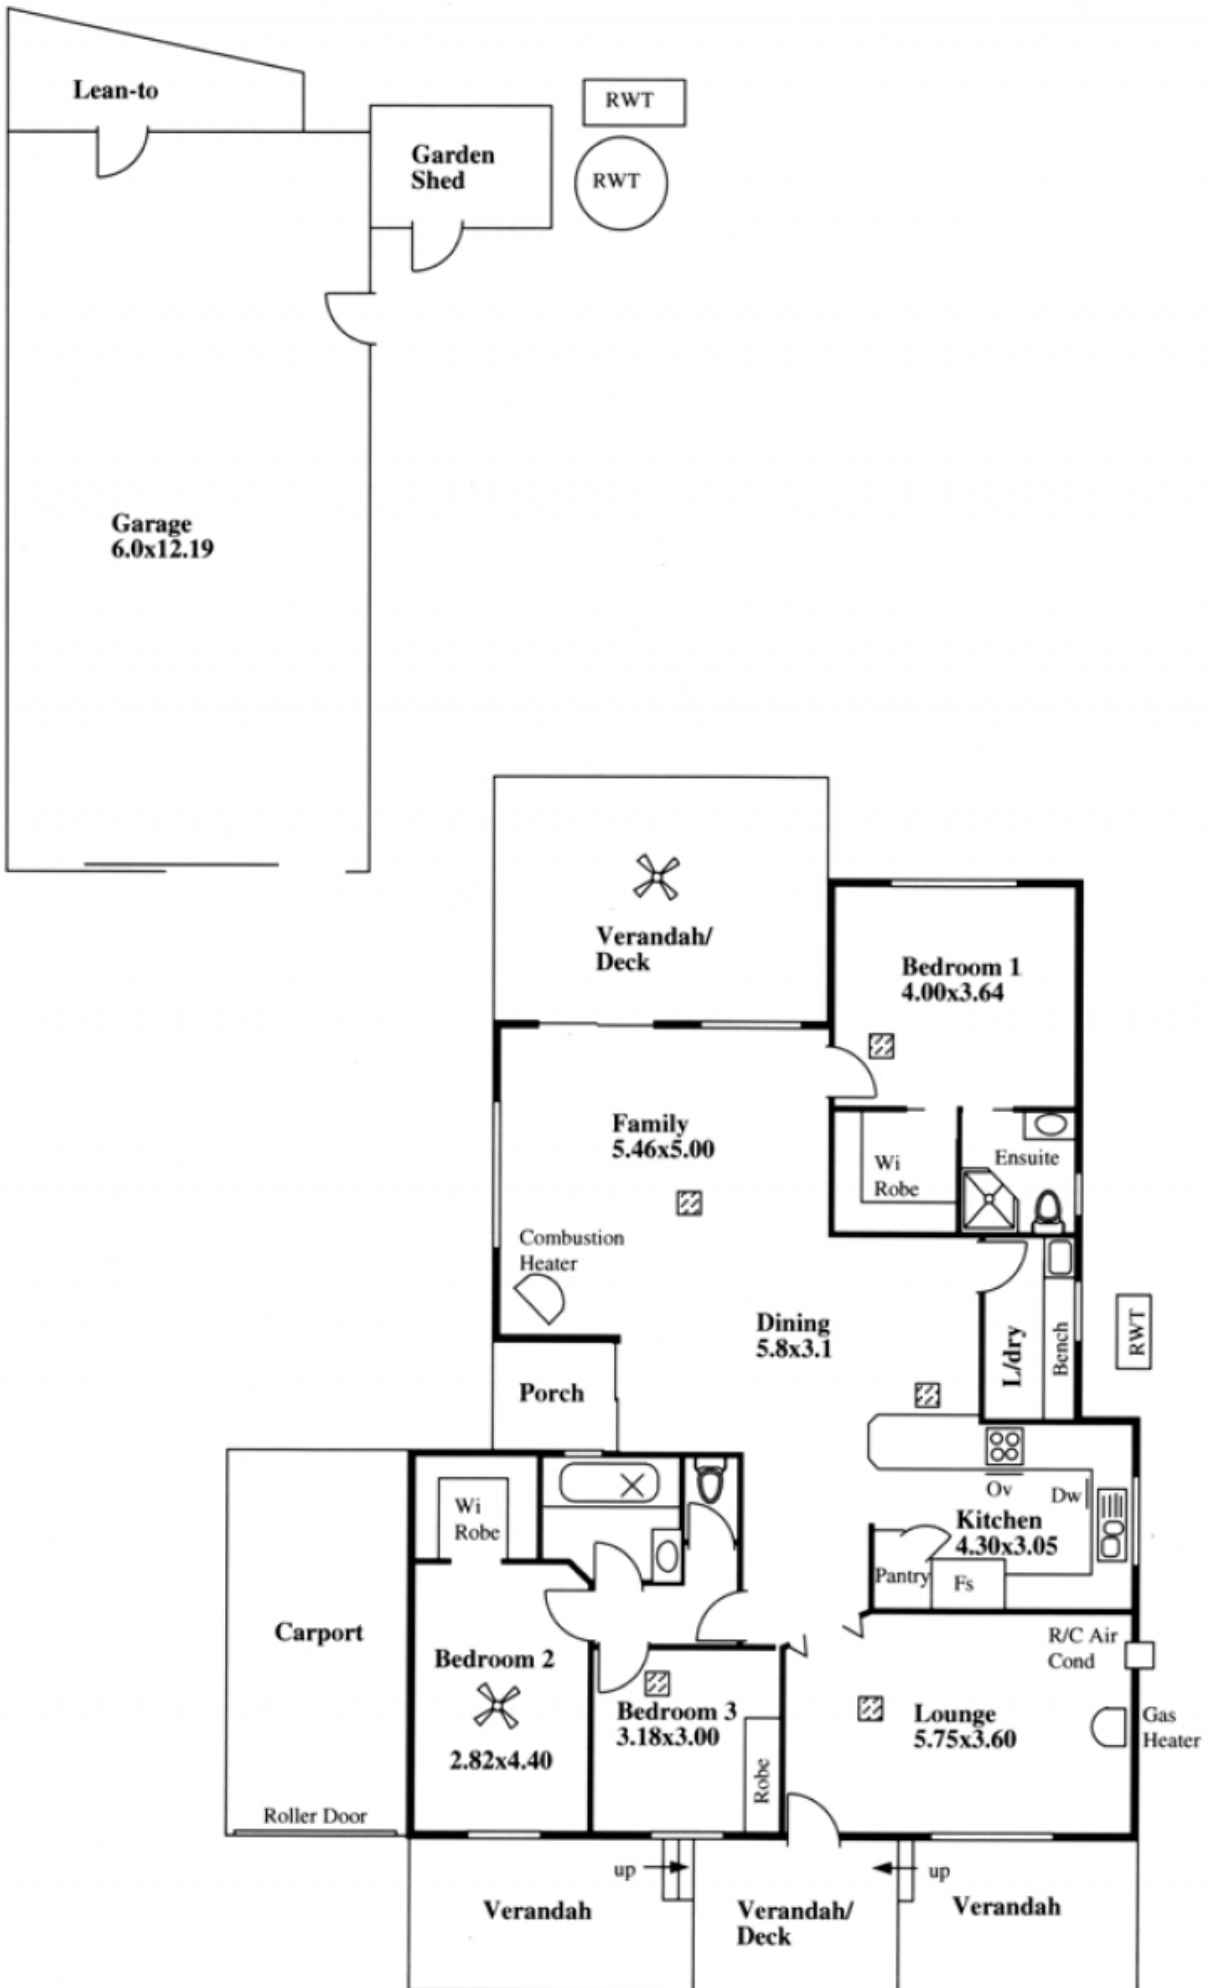 Lean-to
RWT
Garden
Shed
RWT
Garage
6.0x12.19
Verandah/
Deck
Bedroom 1
4.00x3.64
Family
5.46x5.00
Wi
Robe
Ensuite
Combustion
Heater
Dining
5.8x3.1
L/dry
Bench
RWT
Porch
Wi
Robe
Ov
Dw
Kitchen
4.30x3.05
Pantry
Fs
Carport
Bedroom 2
2.82x4.40
R/C Air
Cond
Bedroom 3
3.18x3.00
Lounge
5.75x3.60
Gas
Heater
Robe
Roller Door
up
up
Verandah
Verandah/
Deck
Verandah